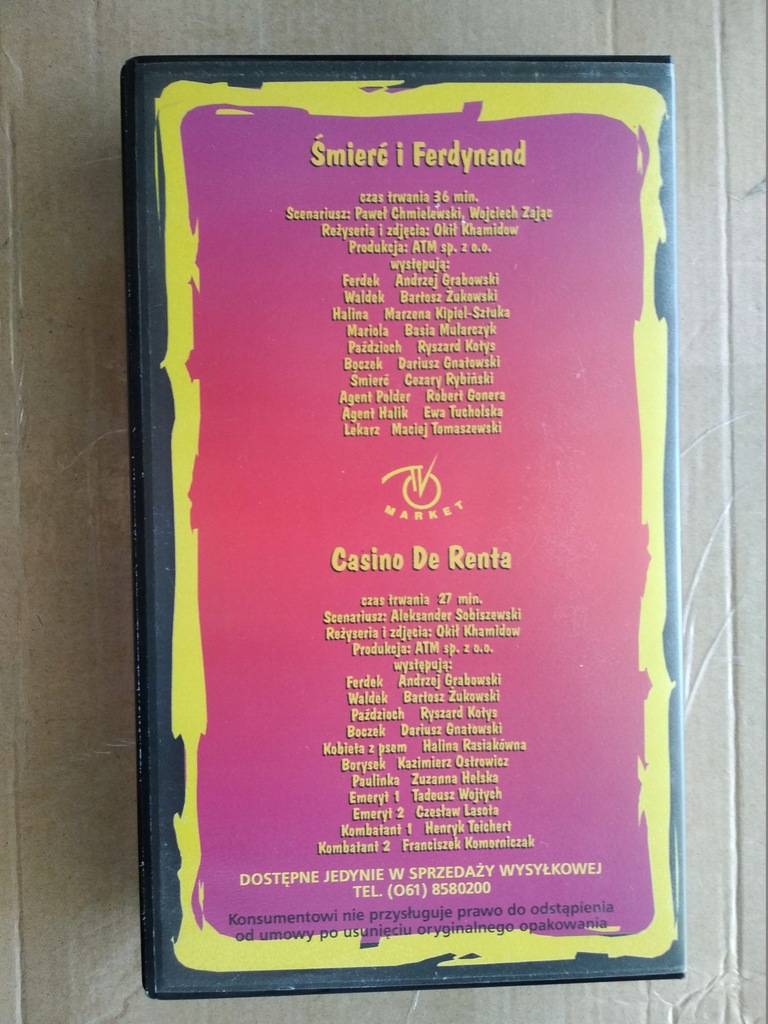 Śmierć i Ferdynand
czas trwania 36 min.
Scenariusz: Paweł Chmielewski, Wojciech Zając
Reżyseria i zdjęcia: Okił Khamidow
Produkcja: ATM sp. z o.o.
występują:
Ferdek Andrzej Grabowski
Waldek Bartosz Żukowski
Halina Marzena Kipiel-Sztuka
Mariola Basia Mularczyk
Paździoch Ryszard Kotys
Boczek Dariusz Gnatowski
Śmierć Cezary Rybiński
Agent Polder Robert Gonera
Agent Halik Ewa Tucholska
Lekarz Maciej Tomaszewski
TV
MARKET
Casino De Renta
czas trwania 27 min.
Scenariusz: Aleksander Sobiszewski
Reżyseria i zdjęcia: Okił Khamidow
Produkcja: ATM sp. z o.o.
występują:
Ferdek Andrzej Grabowski
Waldek Bartosz Żukowski
Paździoch Ryszard Kotys
Boczek Dariusz Gnatowski
Kobieta z psem Halina Rasiakówna
Borysek Kazimierz Ostrowicz
Paulinka Zuzanna Helska
Emeryt 1 Tadeusz Wojtych
Emeryt 2 Czesław Lasota
Kombatant 1 Henryk Teichert
Kombatant 2 Franciszek Komorniczak
DOSTĘPNE JEDYNIE W SPRZEDAŻY WYSYŁKOWEJ
TEL. (061) 8580200
Konsumentowi nie przysługuje prawo do odstąpienia
od umowy po usunięciu oryginalnego opakowania